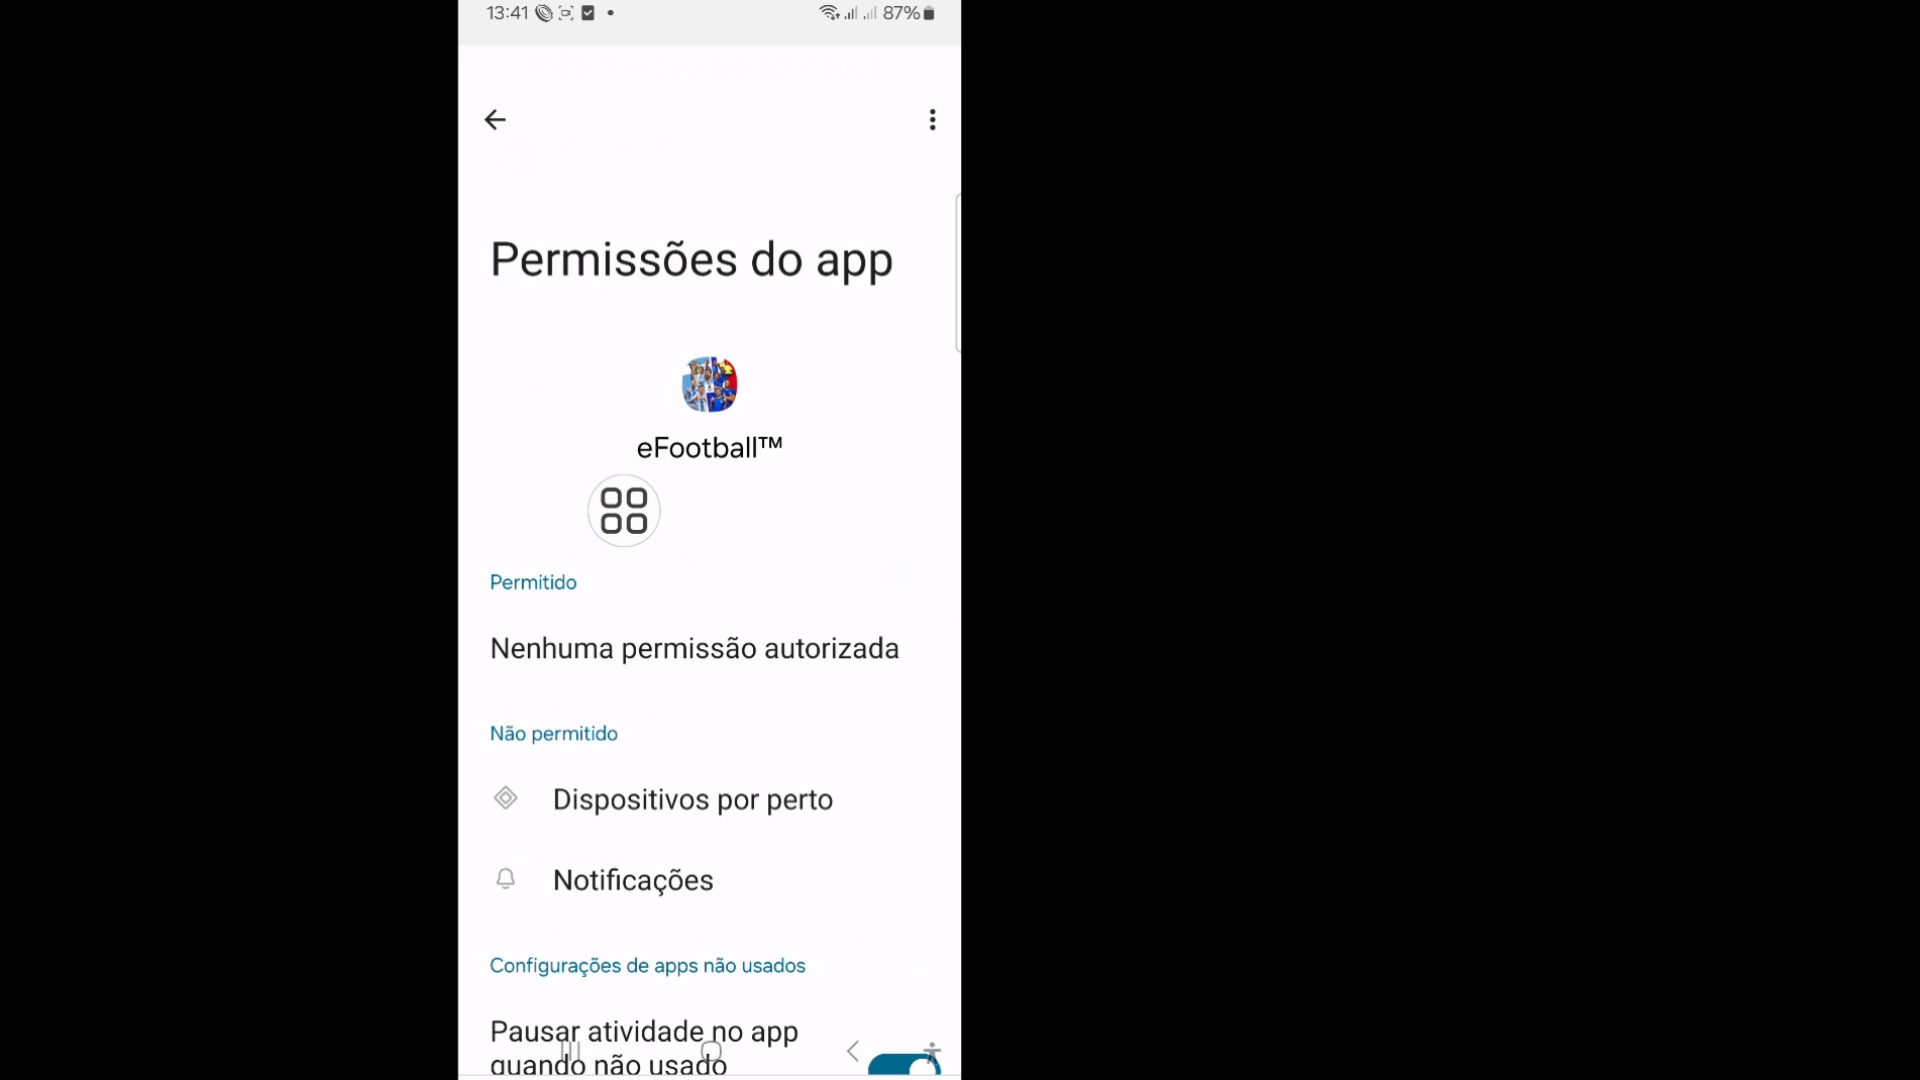 13:41
87%
Permissões do app
eFootball™
Permitido
Nenhuma permissão autorizada
Não permitido
Dispositivos por perto
Notificações
Configurações de apps não usados
Pausar atividade no app
quando não usado